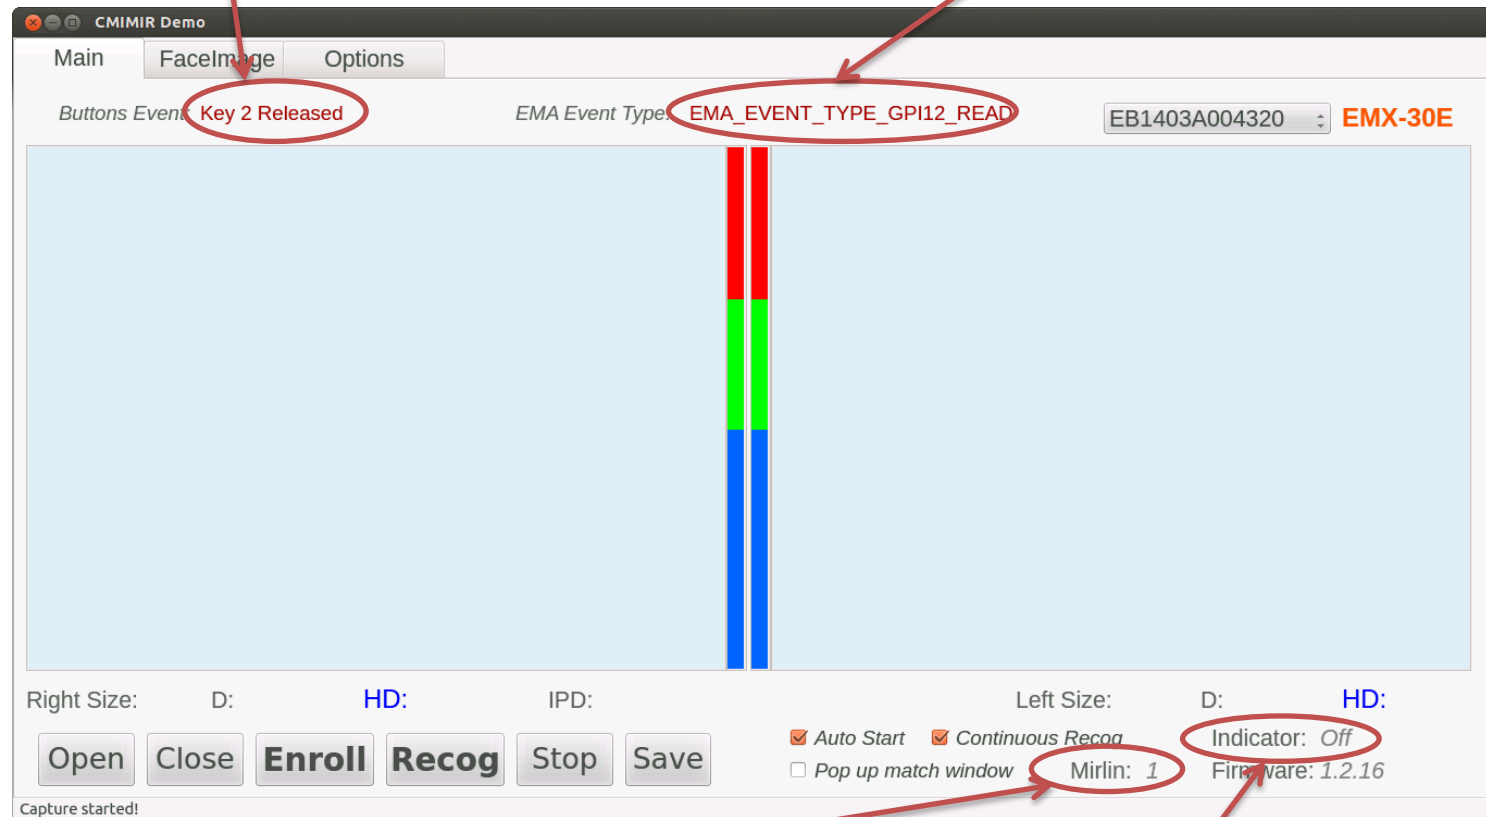 CMIMIR Demo
Main FaceImage Options
Buttons Event: Key 2 Released EMA Event Type: EMA_EVENT_TYPE_GPI12_READ EB1403A004320 EMX-30E
Right Size: D: HD: IPD: Left Size: D: HD:
Auto Start Continuous Recog Indicator: Off
Open Close Enroll Recog Stop Save
Pop up match window Mirlin: 1 Firmware: 1.2.16
Capture started!